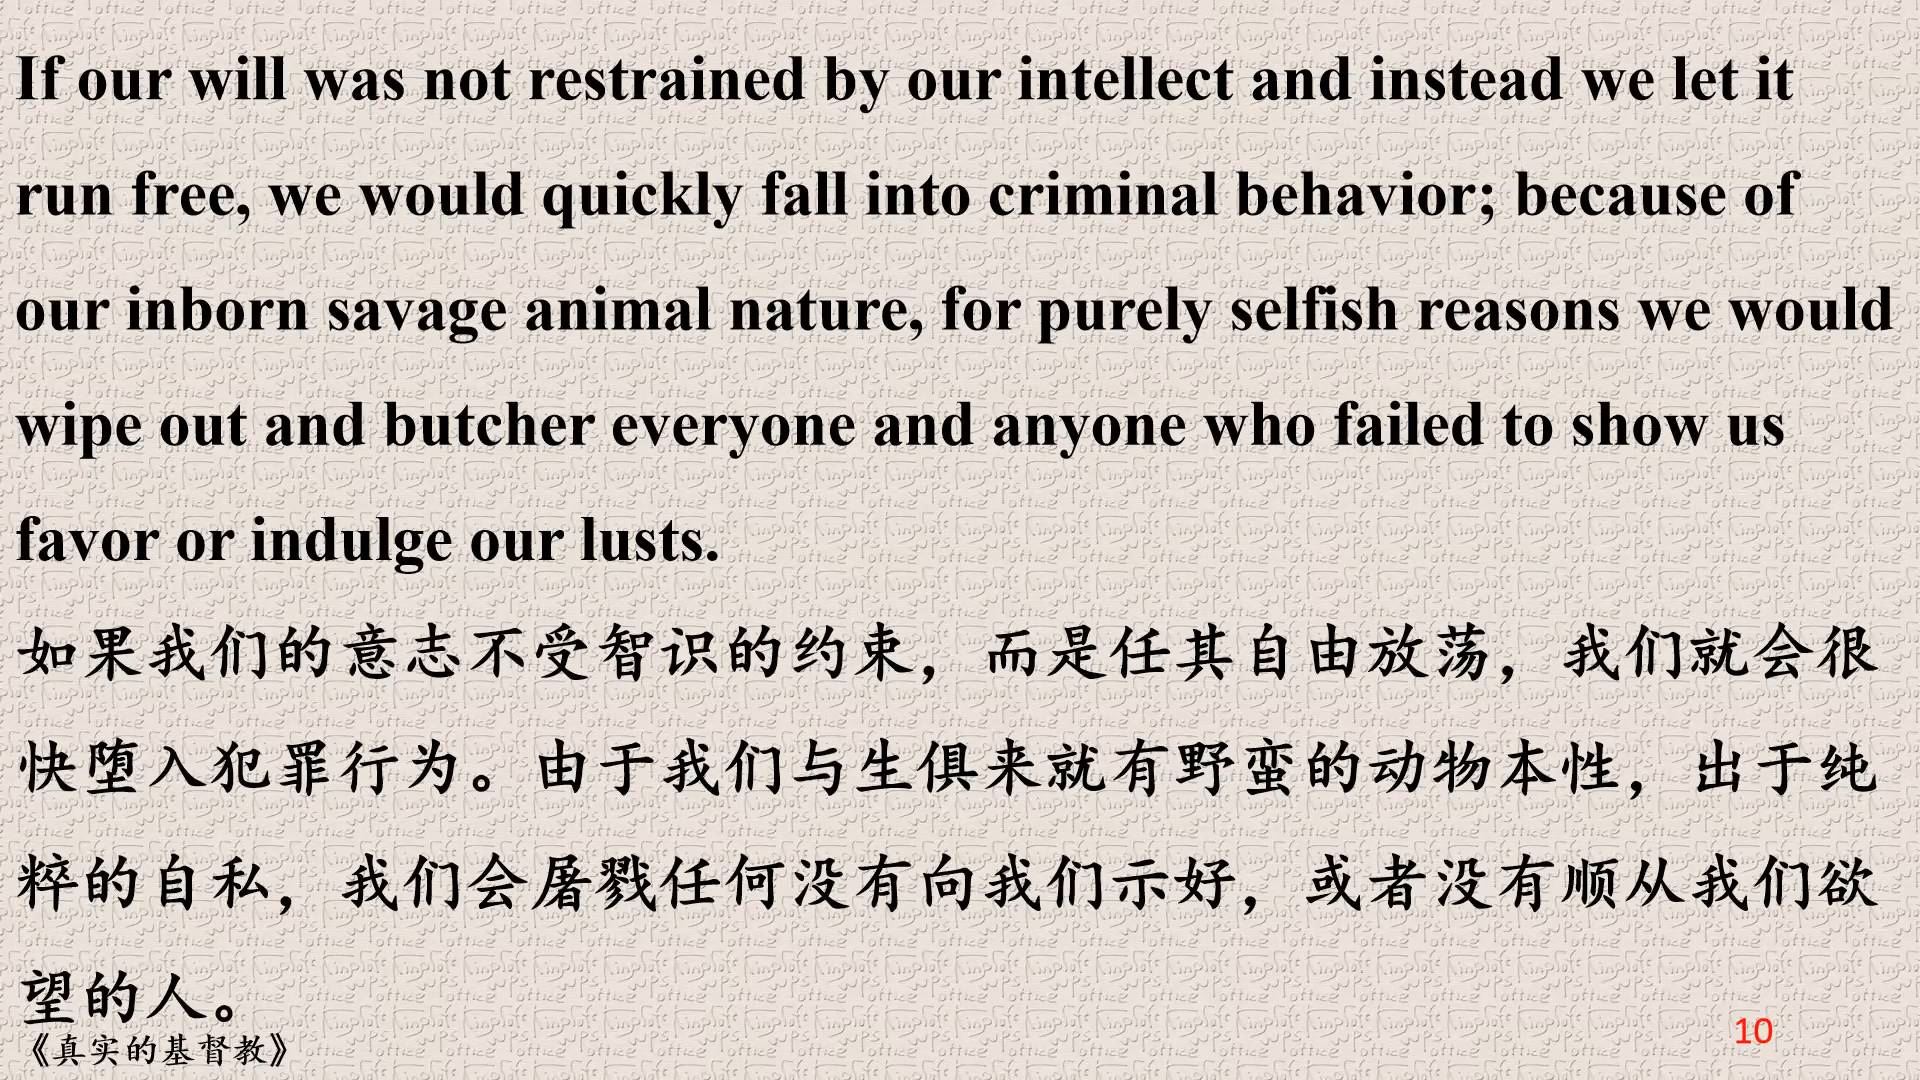 If our will was not restrained by our intellect and instead we let it
run free, we would quickly fall into criminal behavior; because of
our inborn savage animal nature, for purely selfish reasons we would
wipe out and butcher everyone and anyone who failed to show us
favor or indulge our lusts.
如果我们的意志不受智识的约束，而是任其自由放荡，我们就会很
快堕入犯罪行为。由于我们与生俱来就有野蛮的动物本性，出于纯
粹的自私，我们会屠戮任何没有向我们示好，或者没有顺从我们欲
望的人。
《真实的基督教》
10